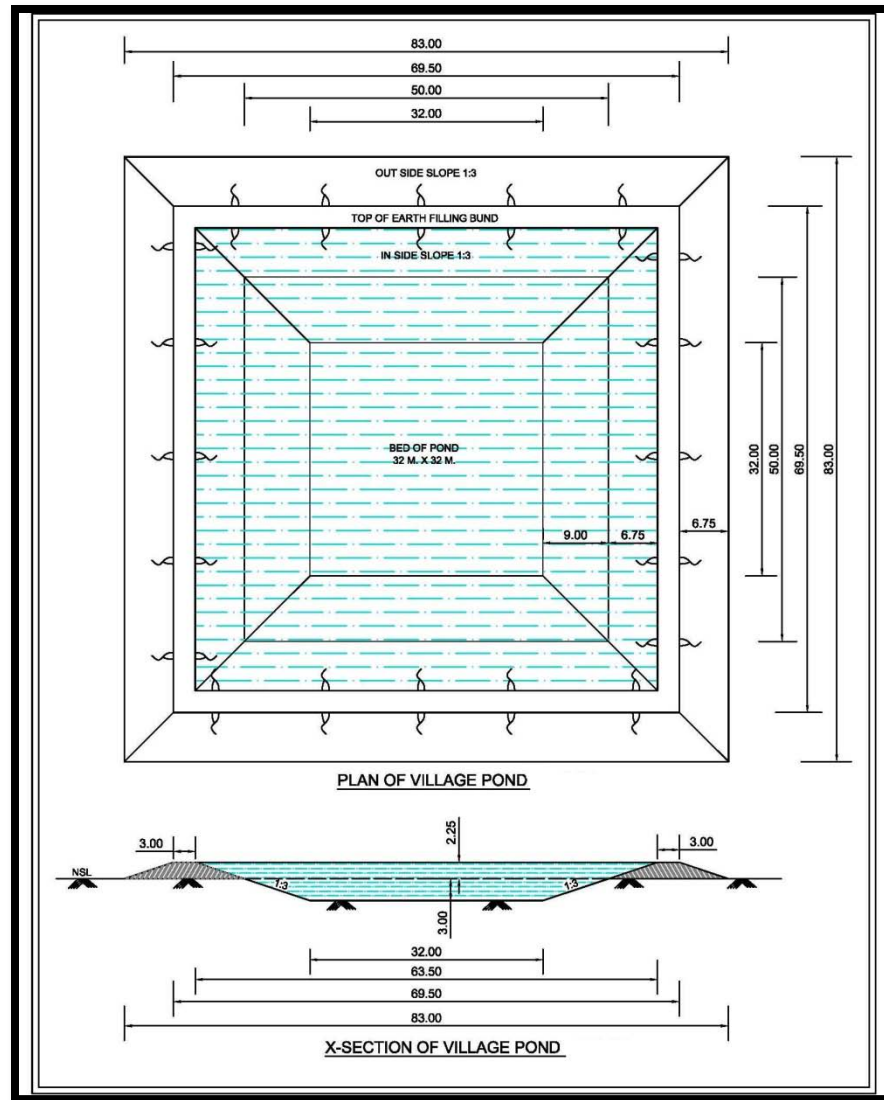 83.00
69.50
50.00
32.00
OUT SIDE SLOPE 1:3
TOP OF EARTH FILLING BUND
IN SIDE SLOPE 1:3
BED OF POND
32 M. X 32 M.
9.00
6.75
6.75
32.00
50.00
69.50
83.00
PLAN OF VILLAGE POND
3.00
2.25
3.00
NSL
1:3
1:3
3.00
32.00
63.50
69.50
83.00
X-SECTION OF VILLAGE POND